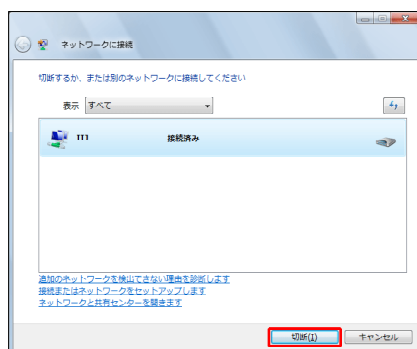 ネットワークに接続
切断するか、または別のネットワークに接続してください
表示 すべて
接続済み
追加のネットワークを検出できない理由を診断します
接続またはネットワークをセットアップします
ネットワークと共有センターを開きます
切断(I) キャンセル